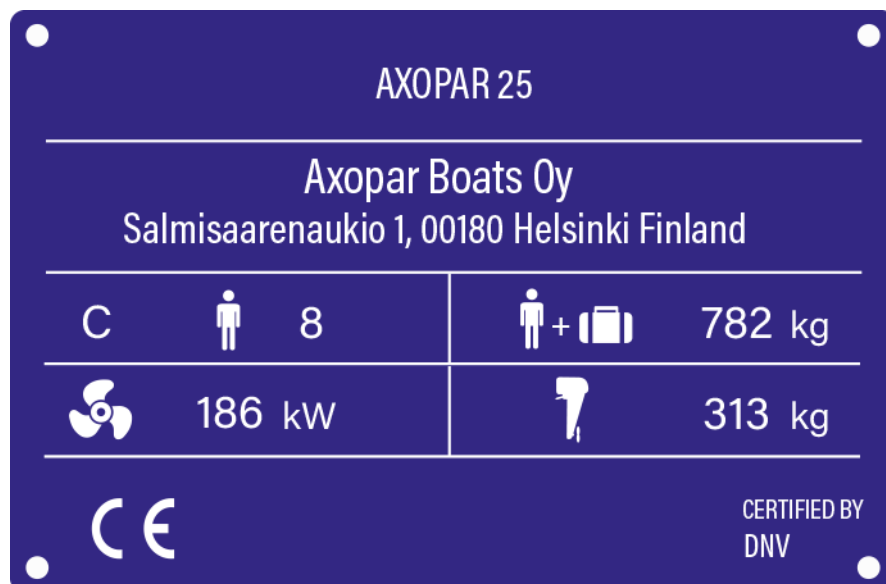 AXOPAR 25
Axopar Boats Oy
Salmisaarenaukio 1, 00180 Helsinki Finland
C 8
+ 782 kg
186 kW
313 kg
CE
CERTIFIED BY
DNV